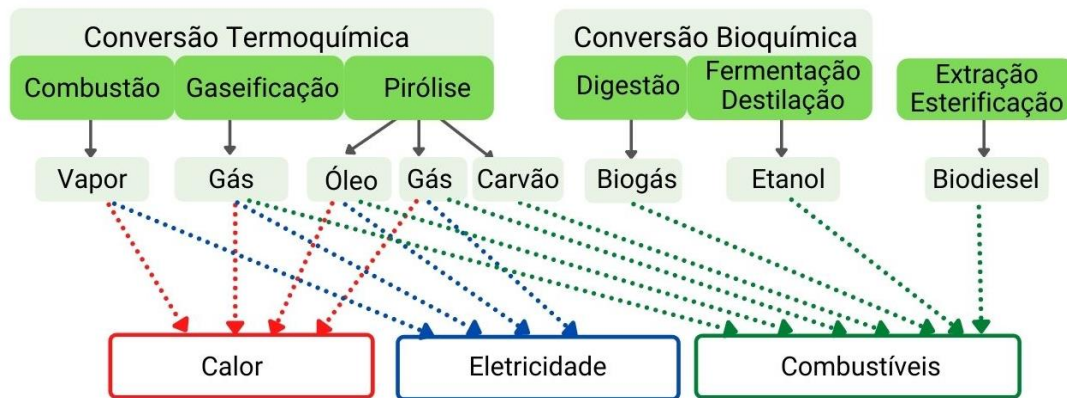 Conversão Termoquímica
Conversão Bioquímica
Combustão
Gaseificação
Pirólise
Digestão
Fermentação
Destilação
Extração
Esterificação
Vapor
Gás
Óleo
Gás
Carvão
Biogás
Etanol
Biodiesel
Calor
Eletricidade
Combustíveis